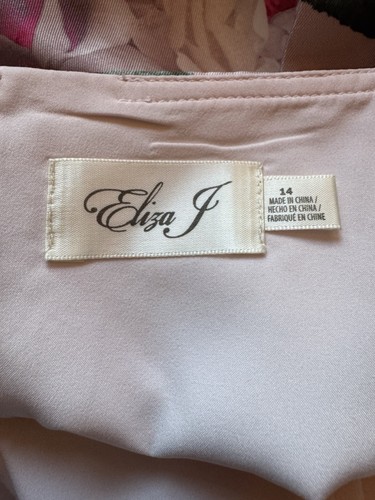 Eliza J
14
MADE IN CHINA /
HECHO EN CHINA /
FABRIQUÉ EN CHINE